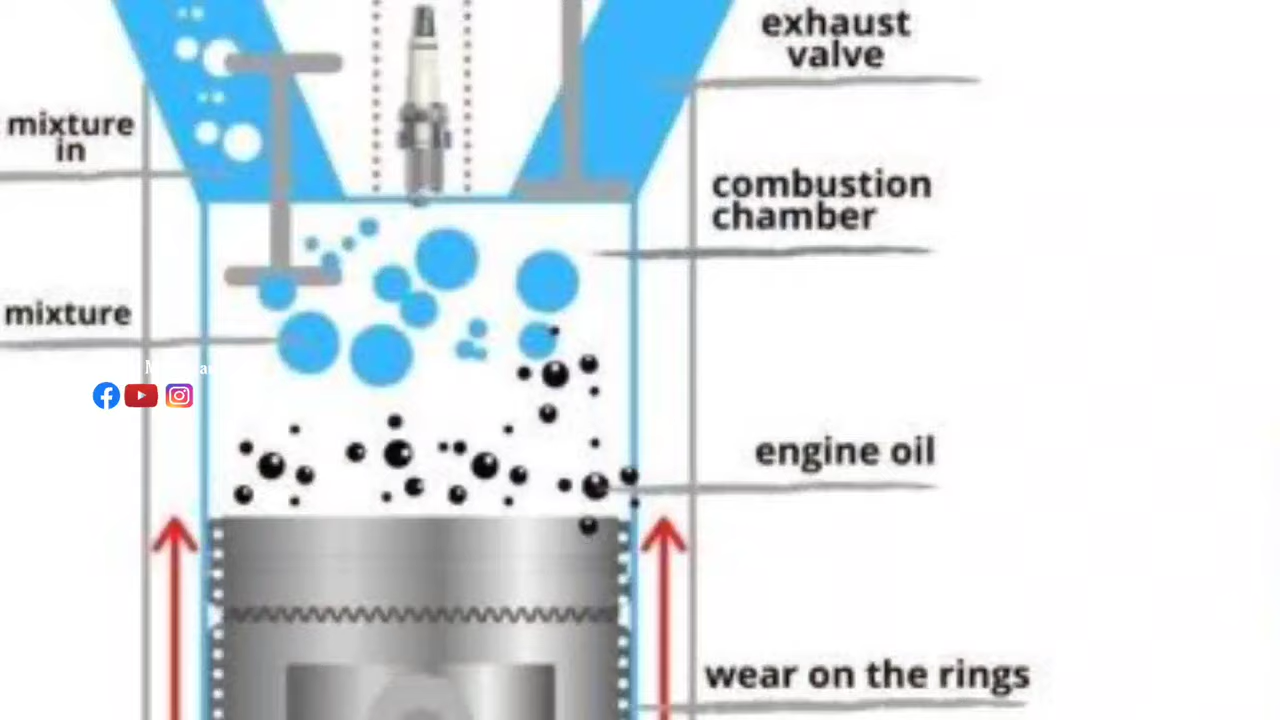 exhaust
valve
mixture
in
combustion
chamber
mixture
engine oil
wear on the rings